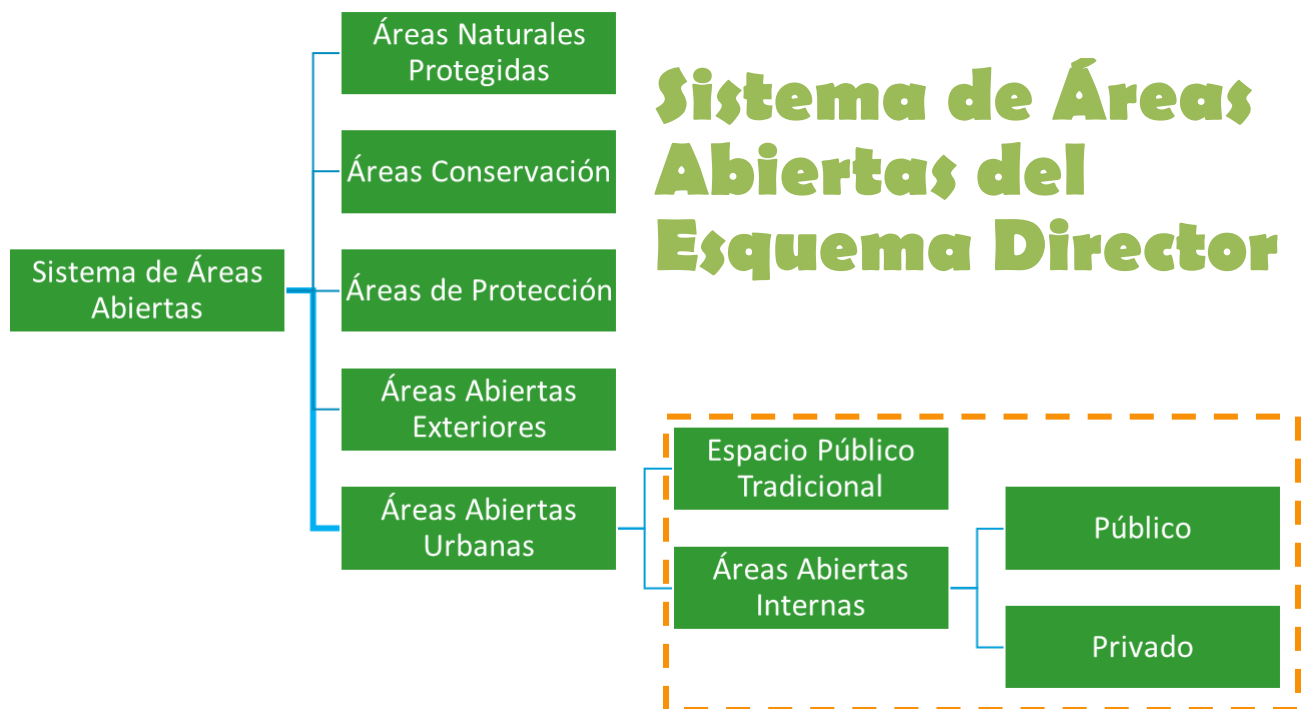 Sistema de Áreas
Abiertas del
Esquema Director
Sistema de Áreas
Abiertas
Áreas Naturales
Protegidas
Áreas Conservación
Áreas de Protección
Áreas Abiertas
Exteriores
Áreas Abiertas
Urbanas
Espacio Público
Tradicional
Áreas Abiertas
Internas
Público
Privado